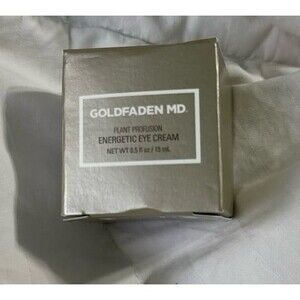 GOLDFADEN MD.
PLANT PROFUSION
ENERGETIC EYE CREAM
NET WT 0.5 fl oz / 15 mL